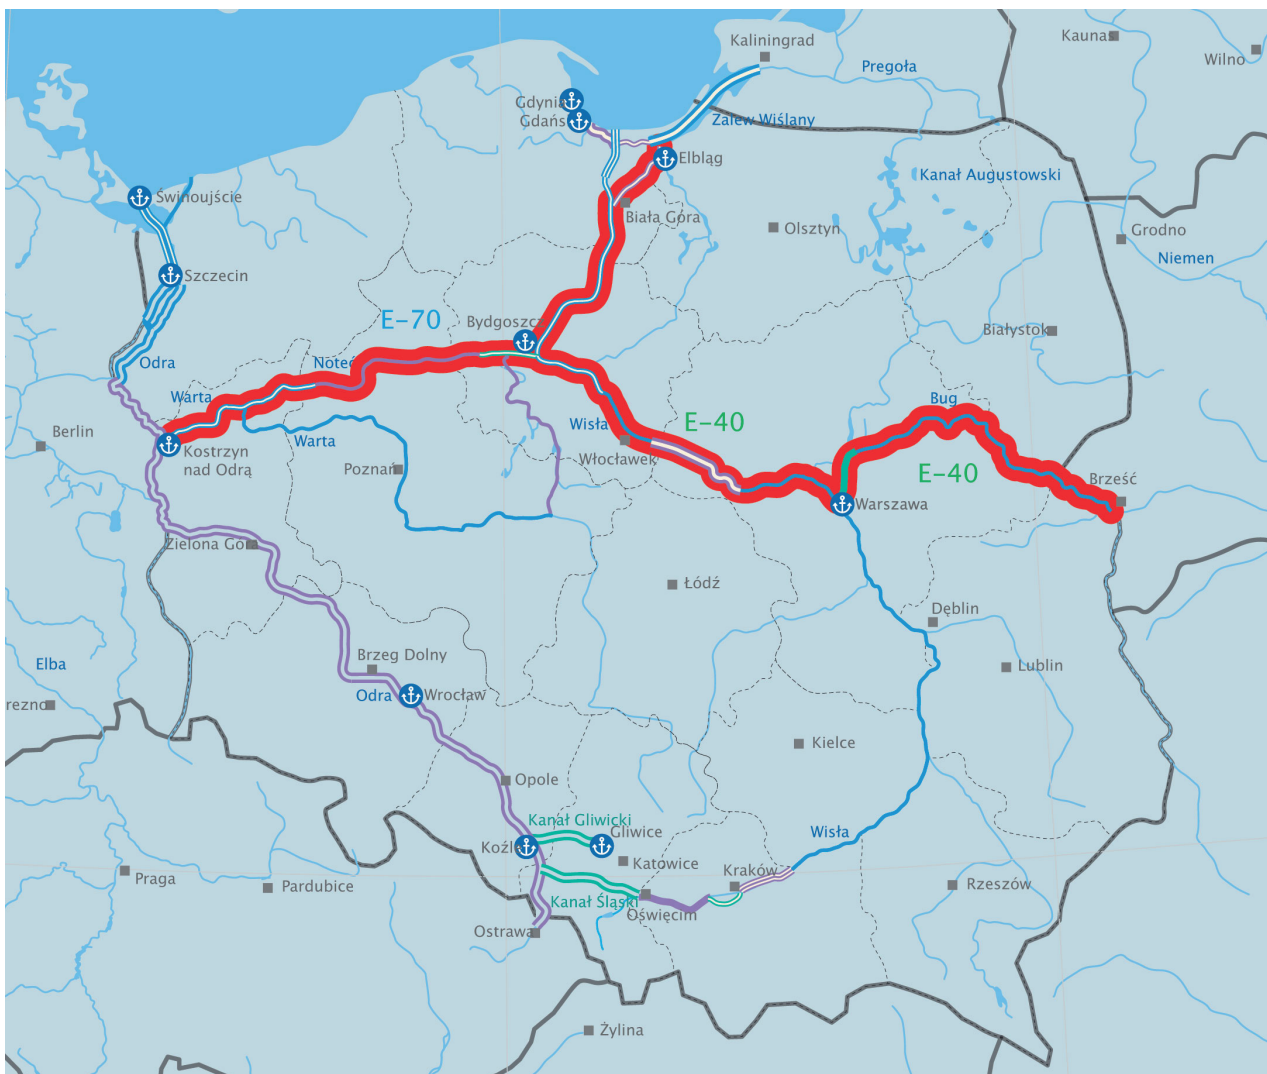 Kaliningrad
Kaunas
Wilno
Pregoła
Gdynia
Gdańs
Zalew Wiślany
Elbląg
Kanał Augustowski
Świnoujście
Biała Góra
Olsztyn
Grodno
Niemen
Szczecin
E-70
Bydgoszcz
Białystok
Odra
Noteć
Warta
Bug
Wisła
E-40
Berlin
Kostrzyn
nad Odrą
Warta
Poznań
Włocławek
E-40
Brześć
Warszawa
Zielona Gó
Łódź
Dęblin
Elba
Brzeg Dolny
Lublin
Odra
Wrocław
rezno
Kielce
Opole
Kanał Gliwicki
Gliwice
Wisła
Koźle
Katowice
Kraków
Praga
Pardubice
Rzeszów
Kanał Śląski
Oświęcim
Ostrawa
Żylina